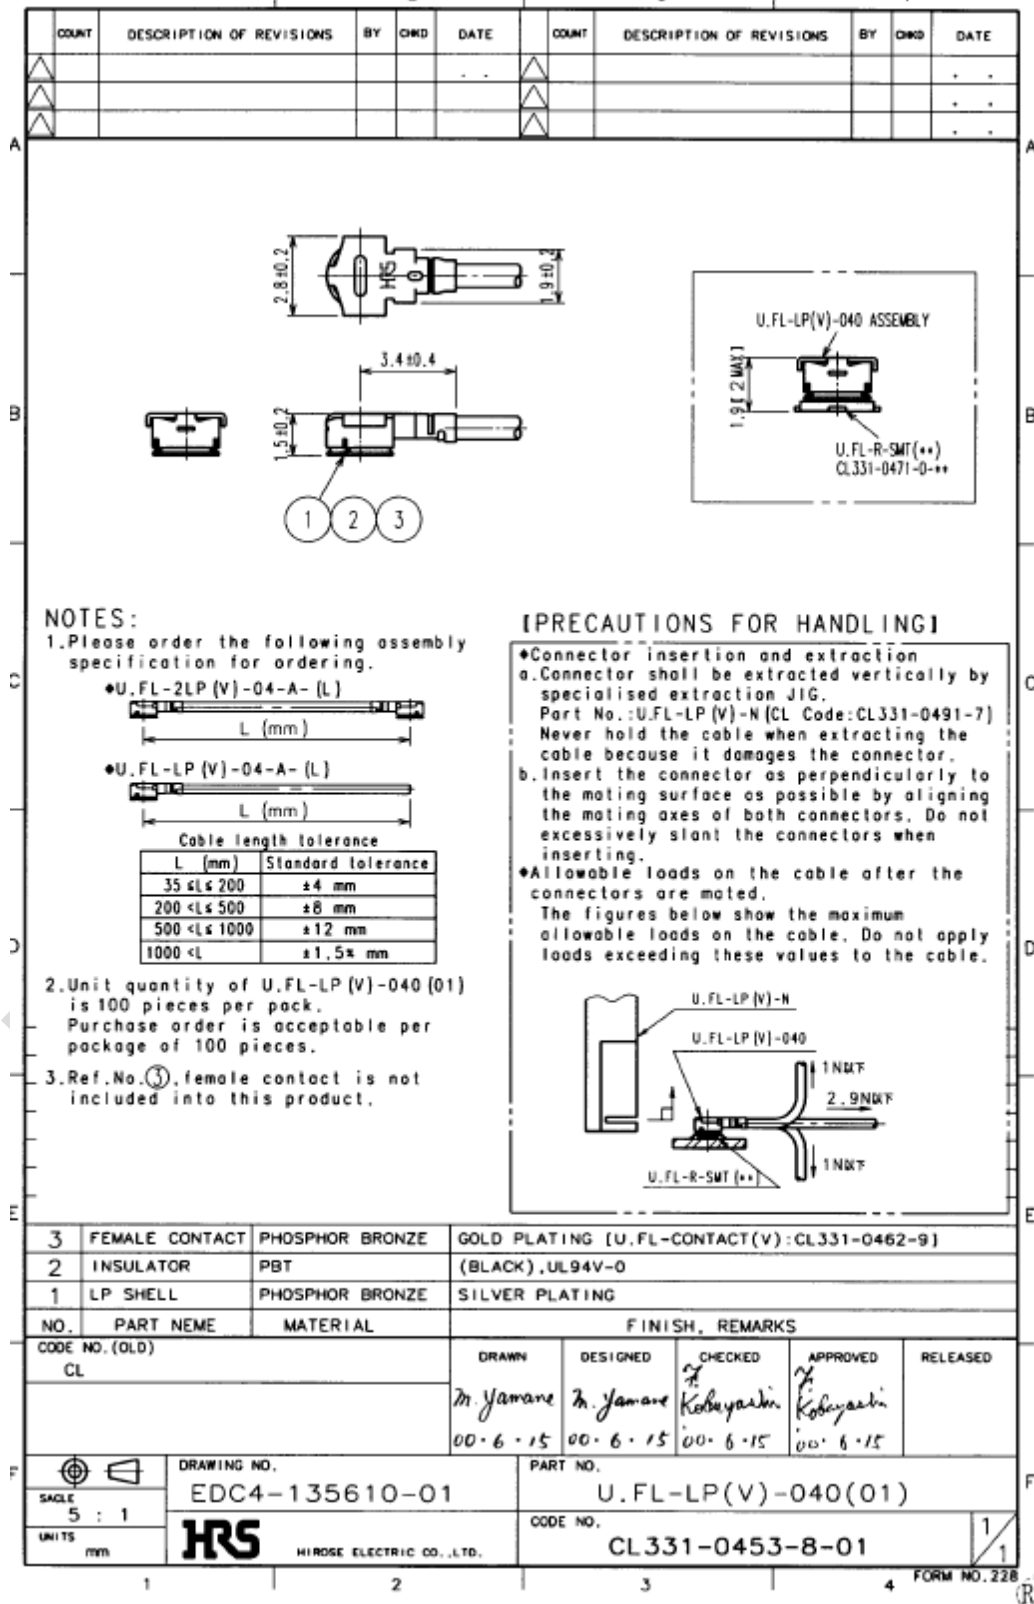 COUNT DESCRIPTION OF REVISIONS BY CHKD DATE COUNT DESCRIPTION OF REVISIONS BY CHKD DATE
A A
2.8±0.2
HRS
1.9±0.2
3.4±0.4
1.5±0.2
1 2 3
U.FL-LP(V)-040 ASSEMBLY
1.9[2 MAX]
U.FL-R-SMT(**)
CL331-0471-0-**
B B
NOTES:
1.Please order the following assembly
specification for ordering.
◆U.FL-2LP(V)-04-A-(L)
L (mm)
◆U.FL-LP(V)-04-A-(L)
L (mm)
Cable length tolerance
L (mm) Standard tolerance
35 ≤L≤ 200 ±4 mm
200 <L≤ 500 ±8 mm
500 <L≤ 1000 ±12 mm
1000 <L ±1.5% mm
2.Unit quantity of U.FL-LP(V)-040(01)
is 100 pieces per pack.
Purchase order is acceptable per
package of 100 pieces.
3.Ref.No.③,female contact is not
included into this product.
[PRECAUTIONS FOR HANDLING]
◆Connector insertion and extraction
a.Connector shall be extracted vertically by
specialised extraction JIG.
Part No.:U.FL-LP(V)-N(CL Code:CL331-0491-7)
Never hold the cable when extracting the
cable because it damages the connector.
b.Insert the connector as perpendicularly to
the mating surface as possible by aligning
the mating axes of both connectors. Do not
excessively slant the connectors when
inserting.
◆Allowable loads on the cable after the
connectors are mated.
The figures below show the maximum
allowable loads on the cable. Do not apply
loads exceeding these values to the cable.
U.FL-LP(V)-N
U.FL-LP(V)-040
1N以下
2.9N以下
1N以下
U.FL-R-SMT(**)
C C
D D
E E
3 FEMALE CONTACT PHOSPHOR BRONZE GOLD PLATING [U.FL-CONTACT(V):CL331-0462-9]
2 INSULATOR PBT (BLACK),UL94V-0
1 LP SHELL PHOSPHOR BRONZE SILVER PLATING
NO. PART NEME MATERIAL FINISH, REMARKS
CODE NO.(OLD)
CL
DRAWN DESIGNED CHECKED APPROVED RELEASED
M. Yamane M. Yamane Y. Kobayashi Y. Kobayashi
00・6・15 00・6・15 '00・6・15 '00・6・15
F F
SACLE
5 : 1
UNITS
mm
DRAWING NO.
EDC4-135610-01
HRS HIROSE ELECTRIC CO.,LTD.
PART NO.
U.FL-LP(V)-040(01)
CODE NO.
CL331-0453-8-01
1/1
1 2 3 4
FORM NO.228